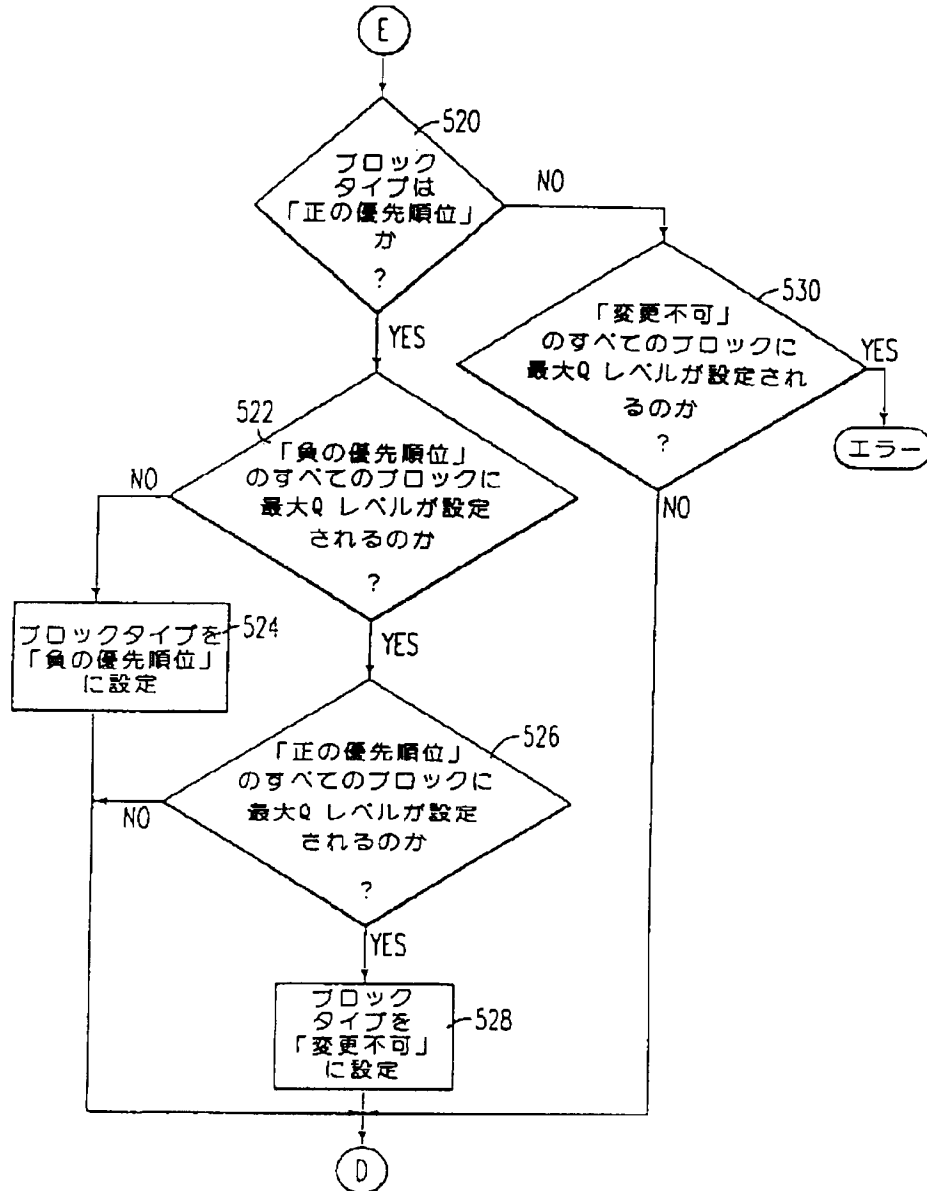 E
520
ブロック
タイプは
「正の優先順位」
か
?
NO
YES
530
「変更不可」
のすべてのブロックに
最大Q レベルが設定され
るのか
?
YES
エラー
NO
522
「負の優先順位」
のすべてのブロックに
最大Q レベルが設定
されるのか
?
NO
YES
524
ブロックタイプを
「負の優先順位」
に設定
526
「正の優先順位」
のすべてのブロックに
最大Q レベルが設定
されるのか
?
NO
YES
528
ブロック
タイプを
「変更不可」
に設定
D